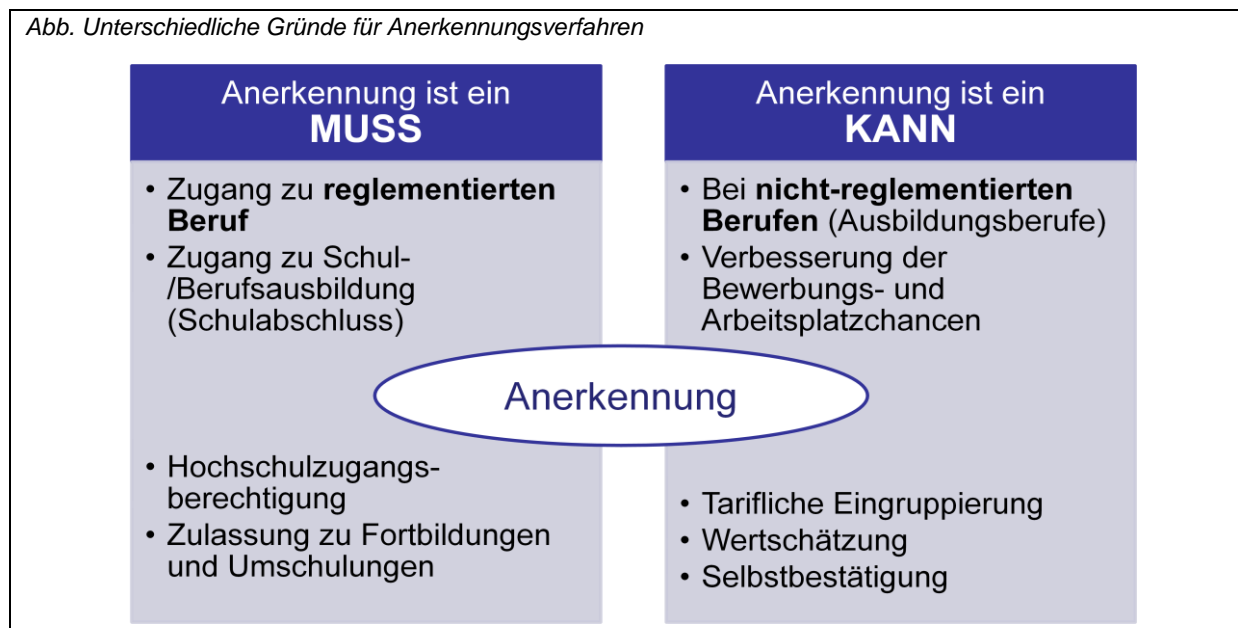 Abb. Unterschiedliche Gründe für Anerkennungsverfahren
Anerkennung ist ein
MUSS
• Zugang zu reglementierten
Beruf
• Zugang zu Schul-
/Berufsausbildung
(Schulabschluss)
• Hochschulzugangs-
berechtigung
• Zulassung zu Fortbildungen
und Umschulungen
Anerkennung
Anerkennung ist ein
KANN
• Bei nicht-reglementierten
Berufen (Ausbildungsberufe)
• Verbesserung der
Bewerbungs- und
Arbeitsplatzchancen
• Tarifliche Eingruppierung
• Wertschätzung
• Selbstbestätigung